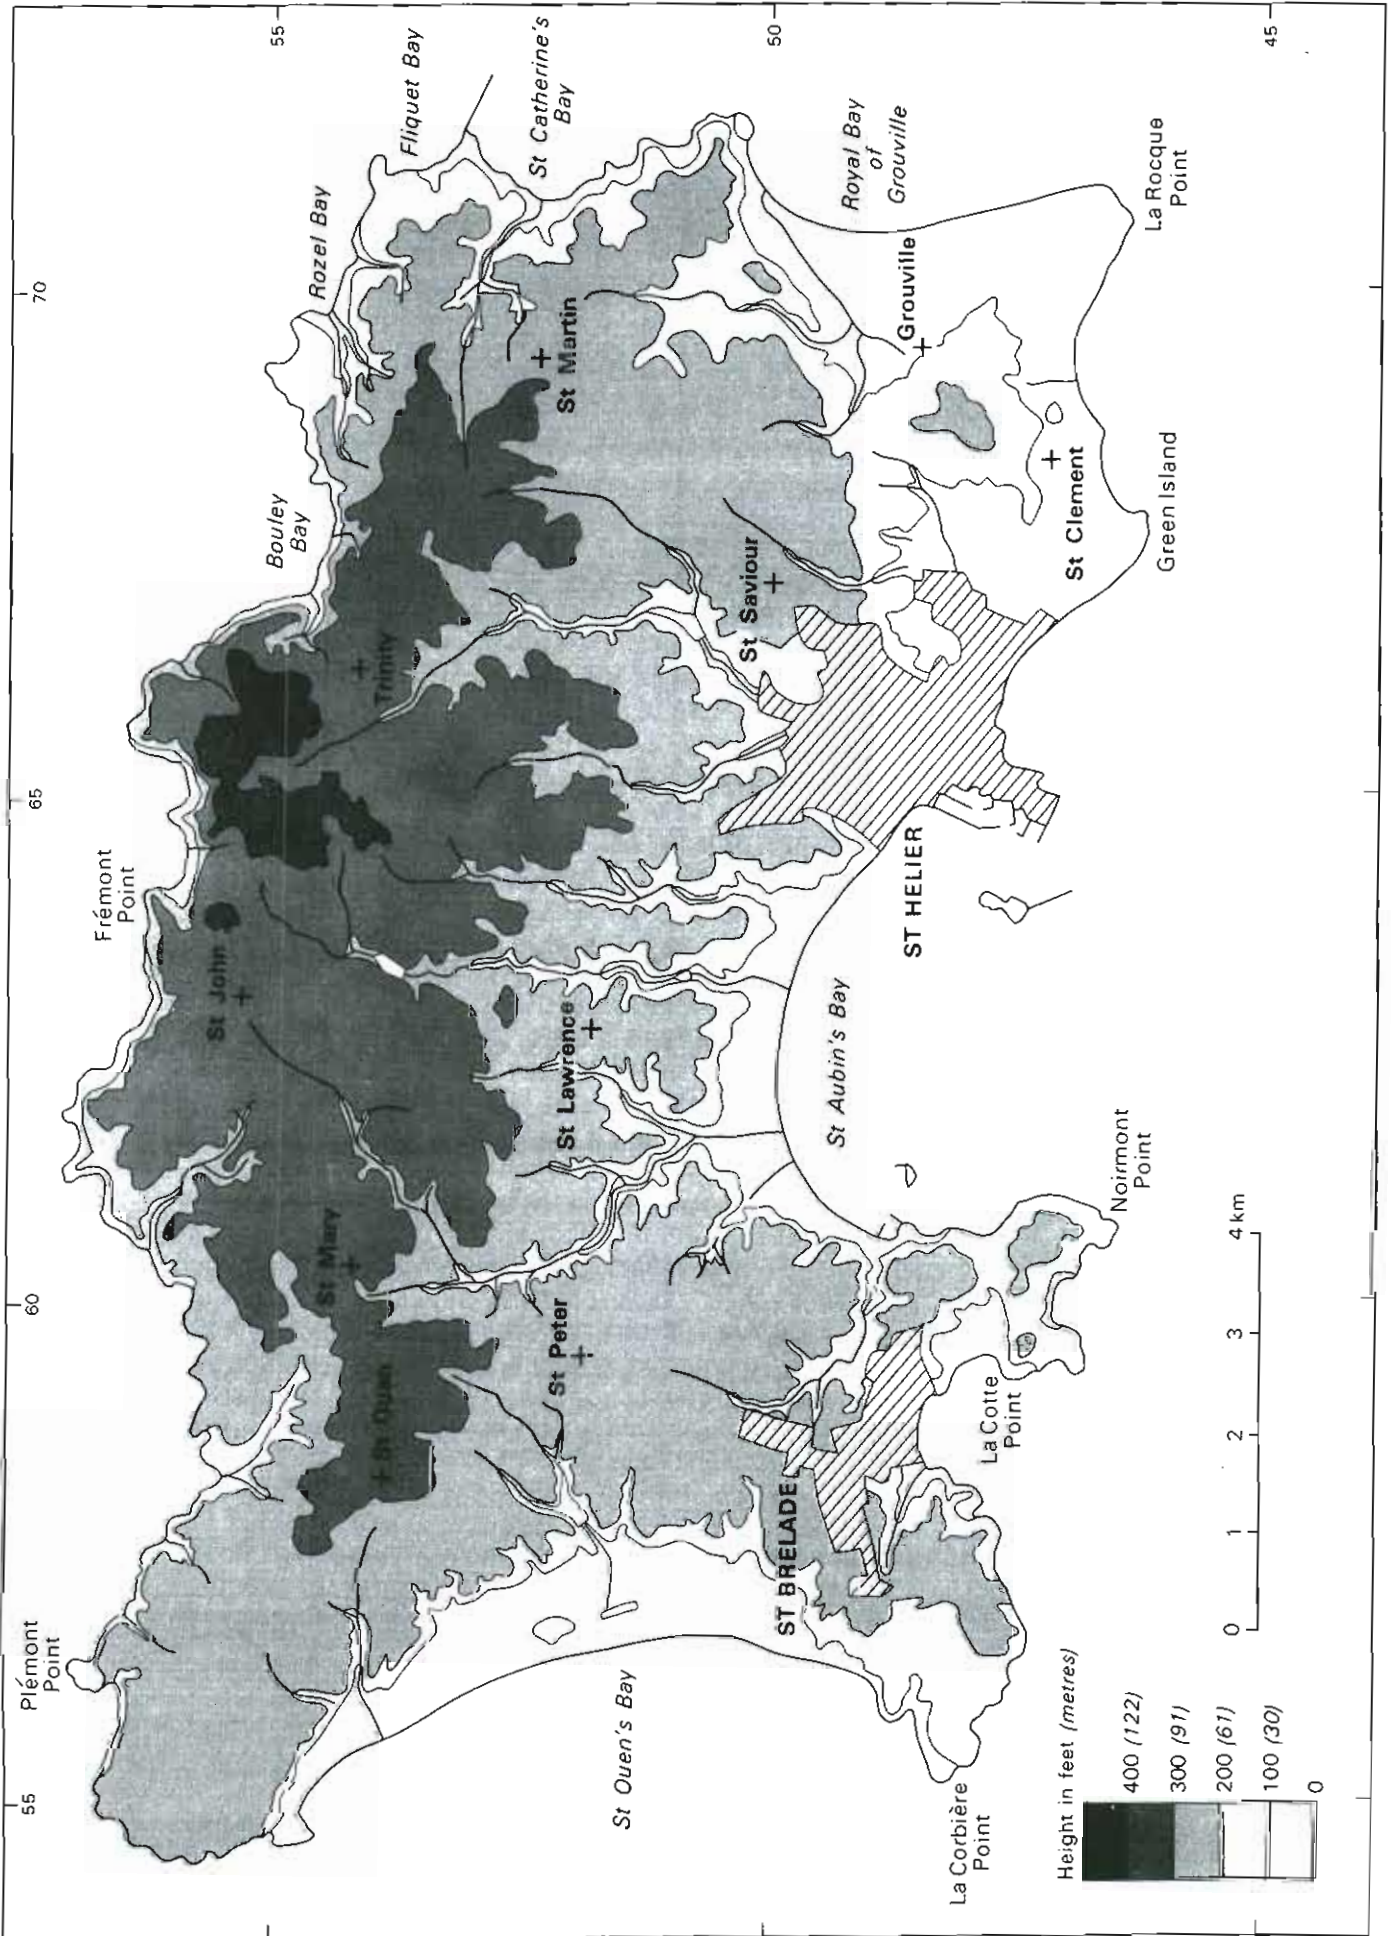 55
60
65
70
Plémont
Point
Frémont
Point
Bouley
Bay
Rozel Bay
Fliquet Bay
St Catherine's
Bay
55
50
45
St John
Trinity
St Mary
St Ouen
St Martin
St Lawrence
St Peter
St Saviour
Royal Bay
of
Grouville
Grouville
St Ouen's Bay
ST BRELADE
St Aubin's Bay
ST HELIER
St Clement
La Rocque
Point
Green Island
Noirmont
Point
La Cotte
Point
La Corbière
Point
Height in feet (metres)
400 (122)
300 (91)
200 (61)
100 (30)
0
0
1
2
3
4 km